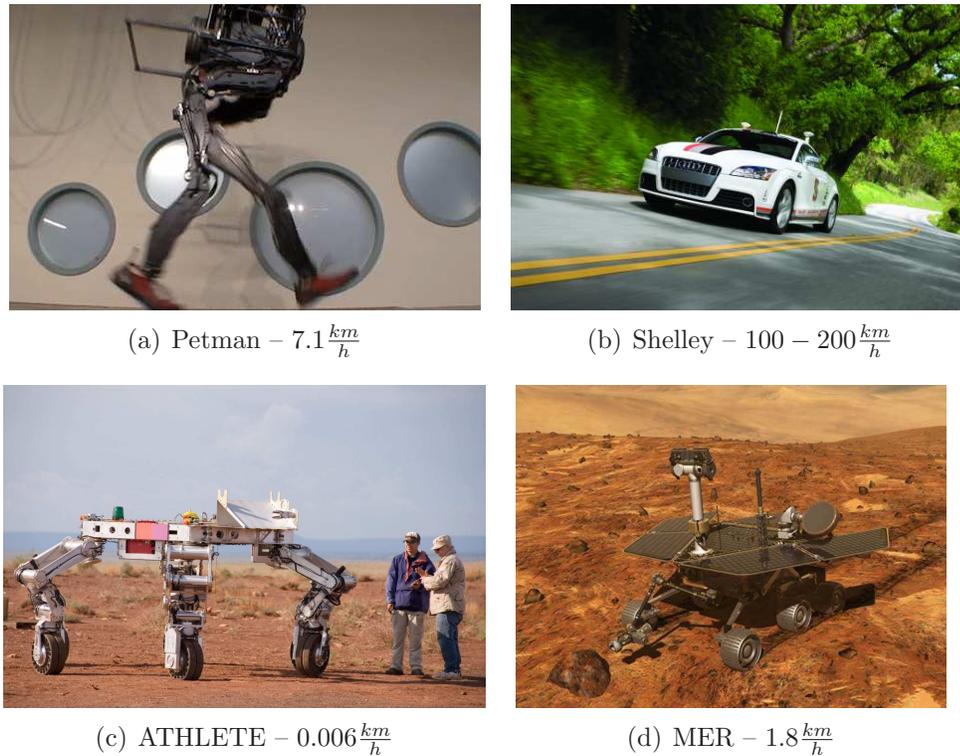 (a) Petman – 7.1 km/h
(b) Shelley – 100 – 200 km/h
(c) ATHLETE – 0.006 km/h
(d) MER – 1.8 km/h